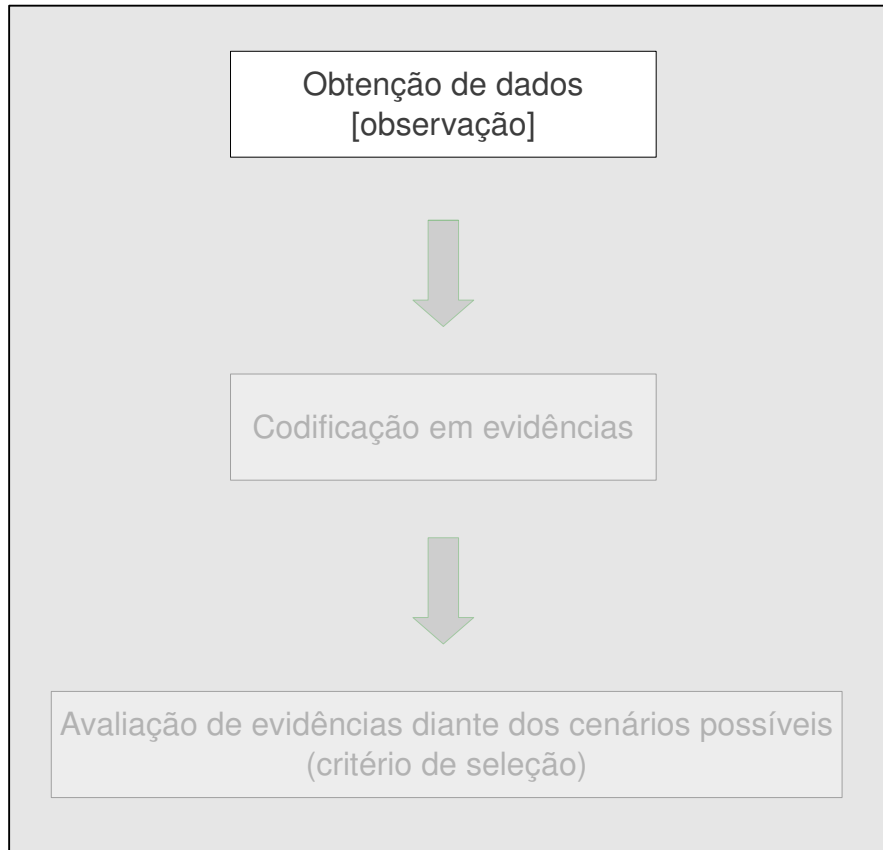 Obtenção de dados
[observação]
Codificação em evidências
Avaliação de evidências diante dos cenários possíveis
(critério de seleção)